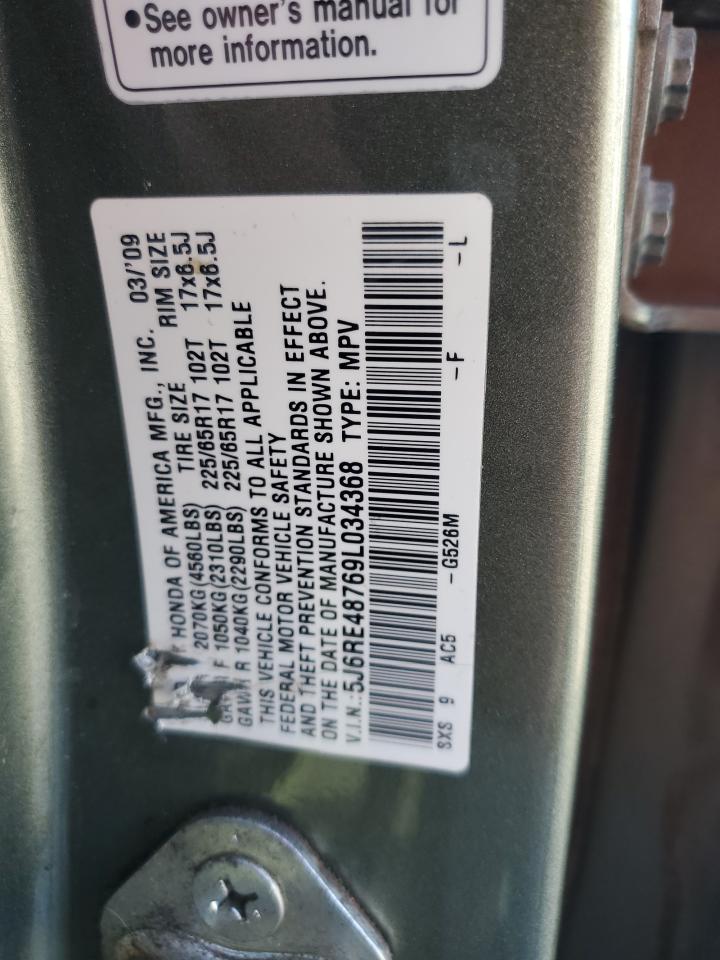 ●See owner's manual for
more information.
HONDA OF AMERICA MFG., INC. 03/'09
TIRE SIZE RIM SIZE
2070KG(4560LBS)
F 1050KG(2310LBS) 225/65R17 102T 17x6.5J
GAWR R 1040KG(2290LBS) 225/65R17 102T 17x6.5J
THIS VEHICLE CONFORMS TO ALL APPLICABLE
FEDERAL MOTOR VEHICLE SAFETY
AND THEFT PREVENTION STANDARDS IN EFFECT
ON THE DATE OF MANUFACTURE SHOWN ABOVE.
V.I.N.: 5J6RE48769L034368 TYPE: MPV
SXS 9 AC5 -G526M -F -L